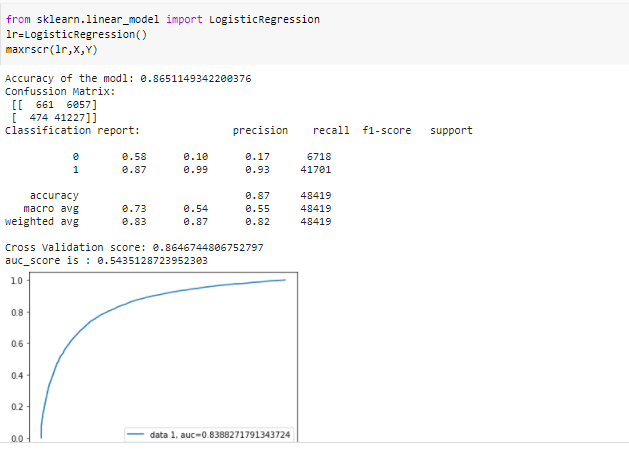 from sklearn.linear_model import LogisticRegression
lr=LogisticRegression()
maxrscr(lr,X,Y)
Accuracy of the modl: 0.8651149342200376
Confussion Matrix:
[[ 661 6057]
[ 474 41227]]
Classification report: precision recall f1-score support
0 0.58 0.10 0.17 6718
1 0.87 0.99 0.93 41701
accuracy 0.87 48419
macro avg 0.73 0.54 0.55 48419
weighted avg 0.83 0.87 0.82 48419
Cross Validation score: 0.8646744806752797
auc_score is : 0.5435128723952303
1.0
0.8
0.6
0.4
0.2
0.0
data 1, auc=0.8388271791343724